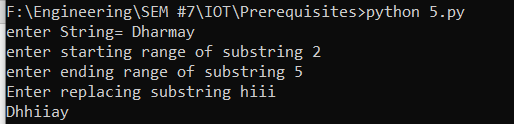 F:\Engineering\SEM #7\IOT\Prerequisites>python 5.py
enter String= Dharmay
enter starting range of substring 2
enter ending range of substring 5
Enter replacing substring hiii
Dhhiiay